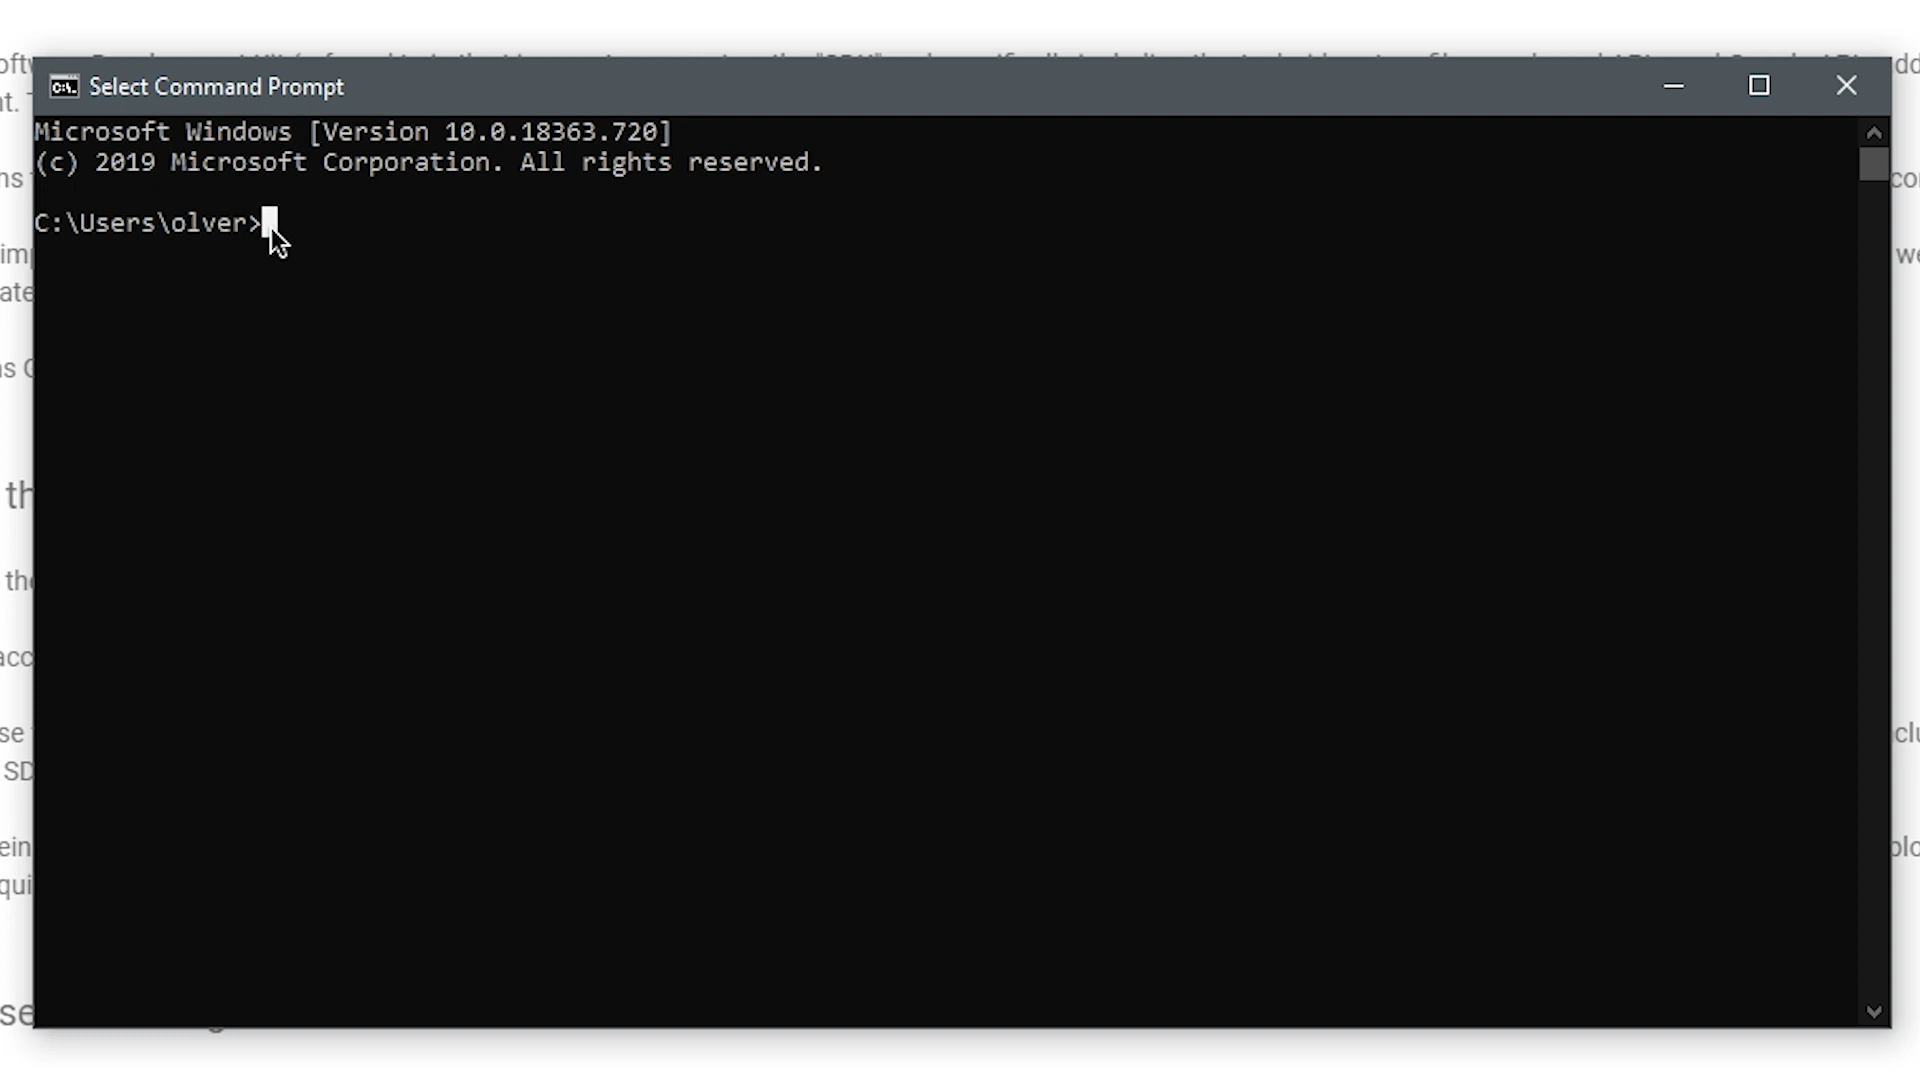 Select Command Prompt
Microsoft Windows [Version 10.0.18363.720]
(c) 2019 Microsoft Corporation. All rights reserved.
C:\Users\olver>